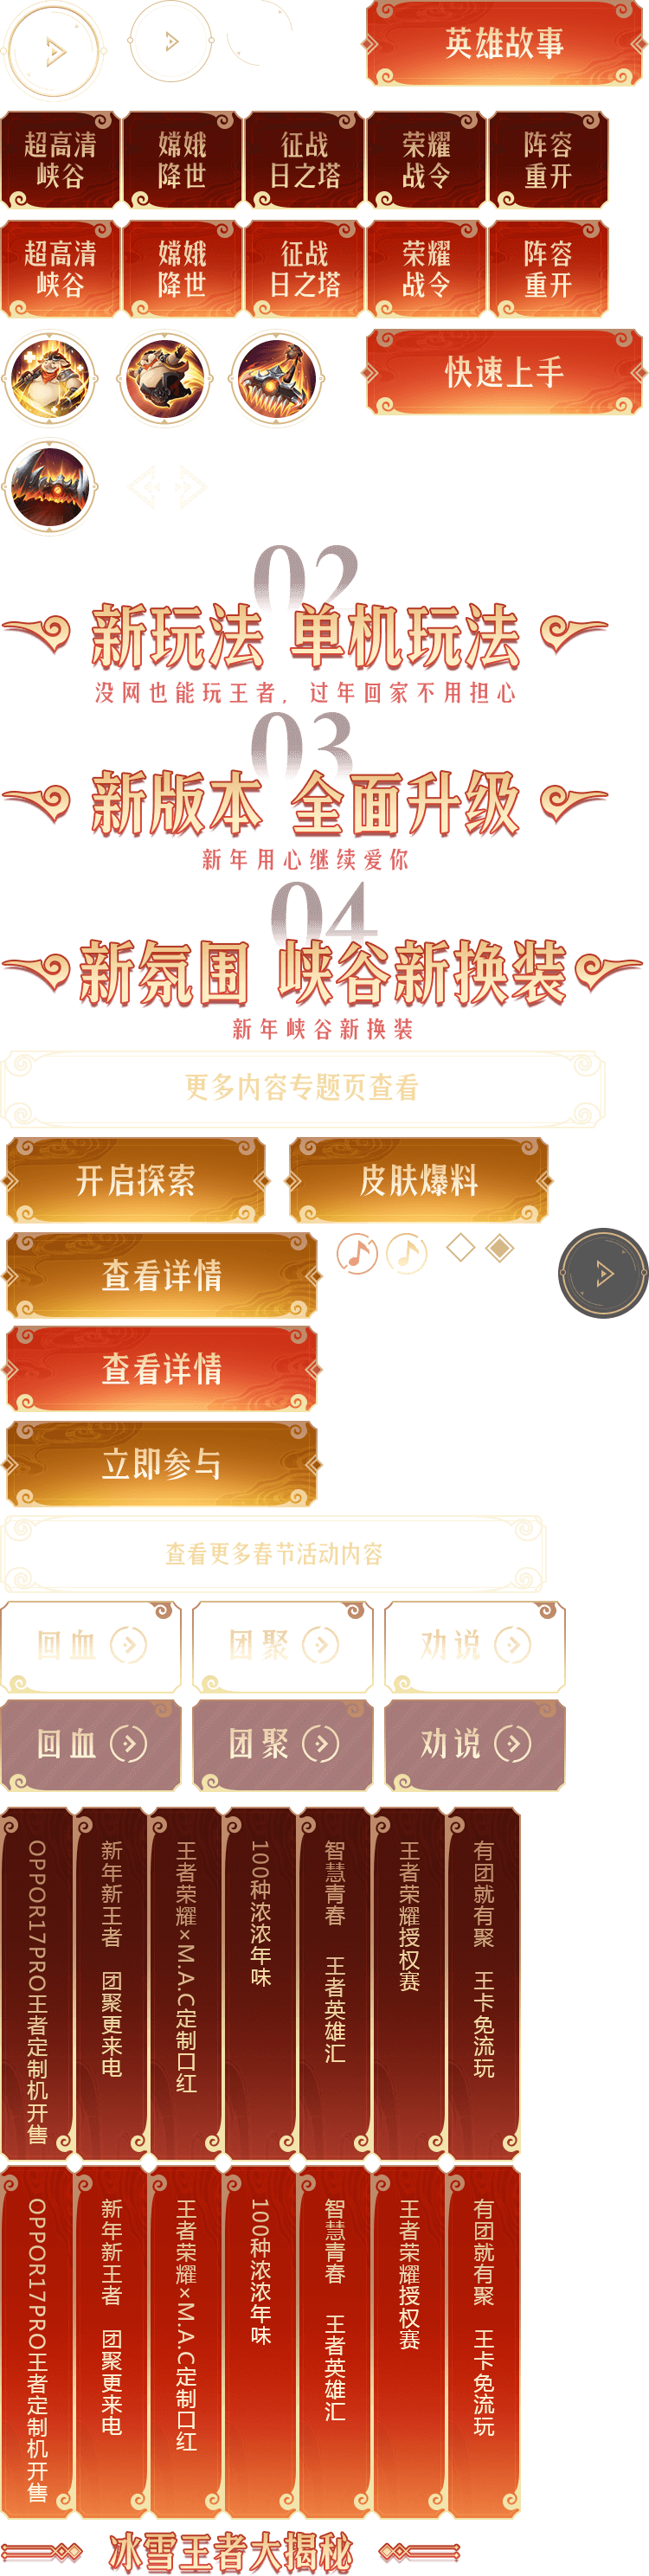 英雄故事
超高清
峡谷
嫦娥
降世
征战
日之塔
荣耀
战令
阵容
重开
超高清
峡谷
嫦娥
降世
征战
日之塔
荣耀
战令
阵容
重开
快速上手
02
新玩法 单机玩法
没网也能玩王者，过年回家不用担心
03
新版本 全面升级
新年用心继续爱你
04
新氛围 峡谷新换装
新年峡谷新换装
更多内容专题页查看
开启探索
皮肤爆料
查看详情
查看详情
立即参与
查看更多春节活动内容
回血
团聚
劝说
回血
团聚
劝说
OPPOR17PRO王者定制机开售
新年新王者 团聚更来电
王者荣耀×M.A.C定制口红
100种浓浓年味
智慧青春 王者英雄汇
王者荣耀授权赛
有团就有聚 王卡免流玩
OPPOR17PRO王者定制机开售
新年新王者 团聚更来电
王者荣耀×M.A.C定制口红
100种浓浓年味
智慧青春 王者英雄汇
王者荣耀授权赛
有团就有聚 王卡免流玩
冰雪王者大揭秘